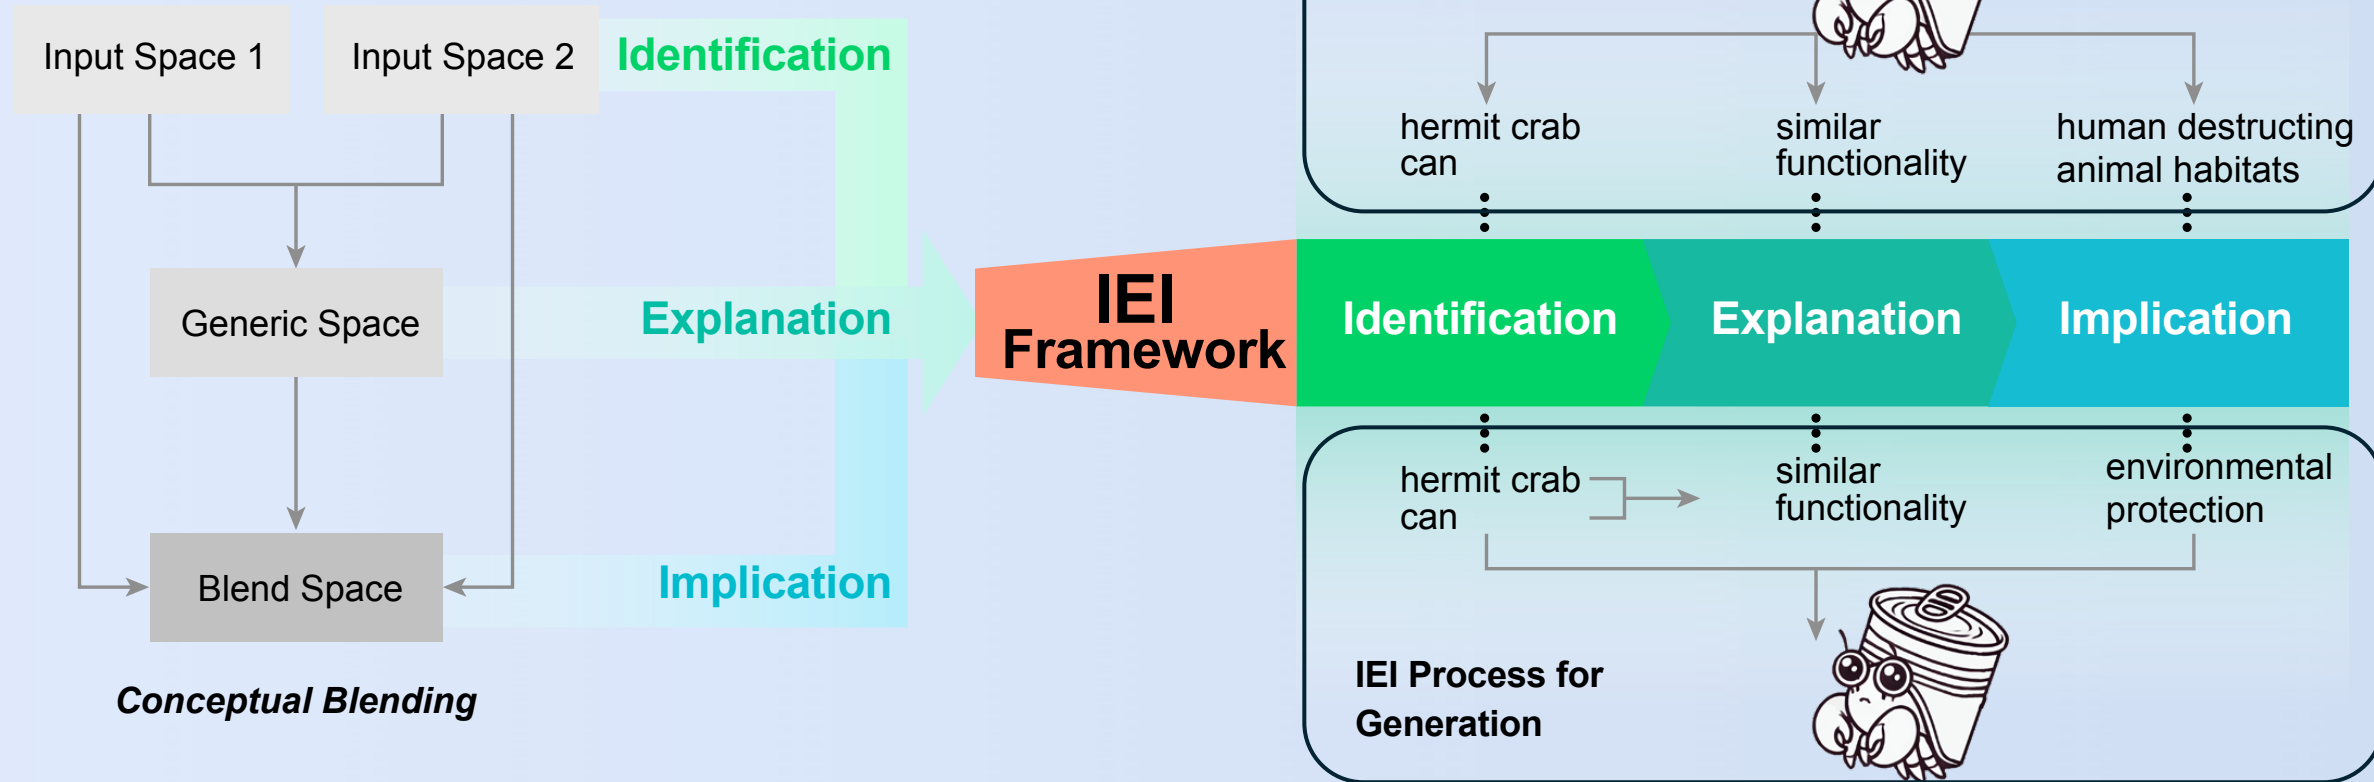 Input Space 1
Input Space 2
Identification
Generic Space
Explanation
Blend Space
Implication
Conceptual Blending
IEI
Framework
hermit crab
can
similar
functionality
human destructing
animal habitats
Identification
Explanation
Implication
hermit crab
can
similar
functionality
environmental
protection
IEI Process for
Generation